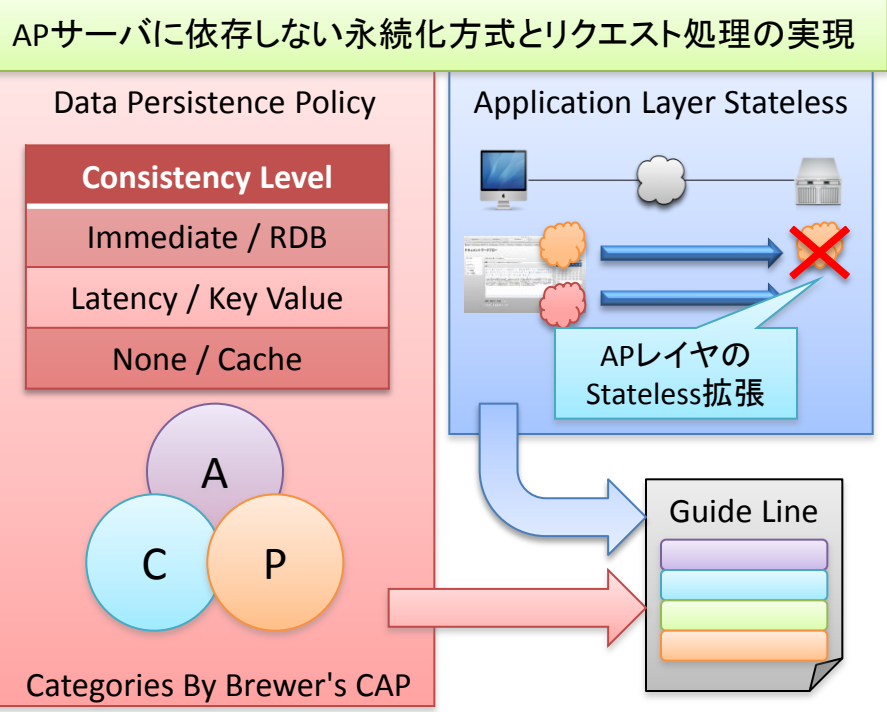 APサーバに依存しない永続化方式とリクエスト処理の実現
Data Persistence Policy
Consistency Level
Immediate / RDB
Latency / Key Value
None / Cache
A
C
P
Categories By Brewer's CAP
Application Layer Stateless
APレイヤの
Stateless拡張
Guide Line